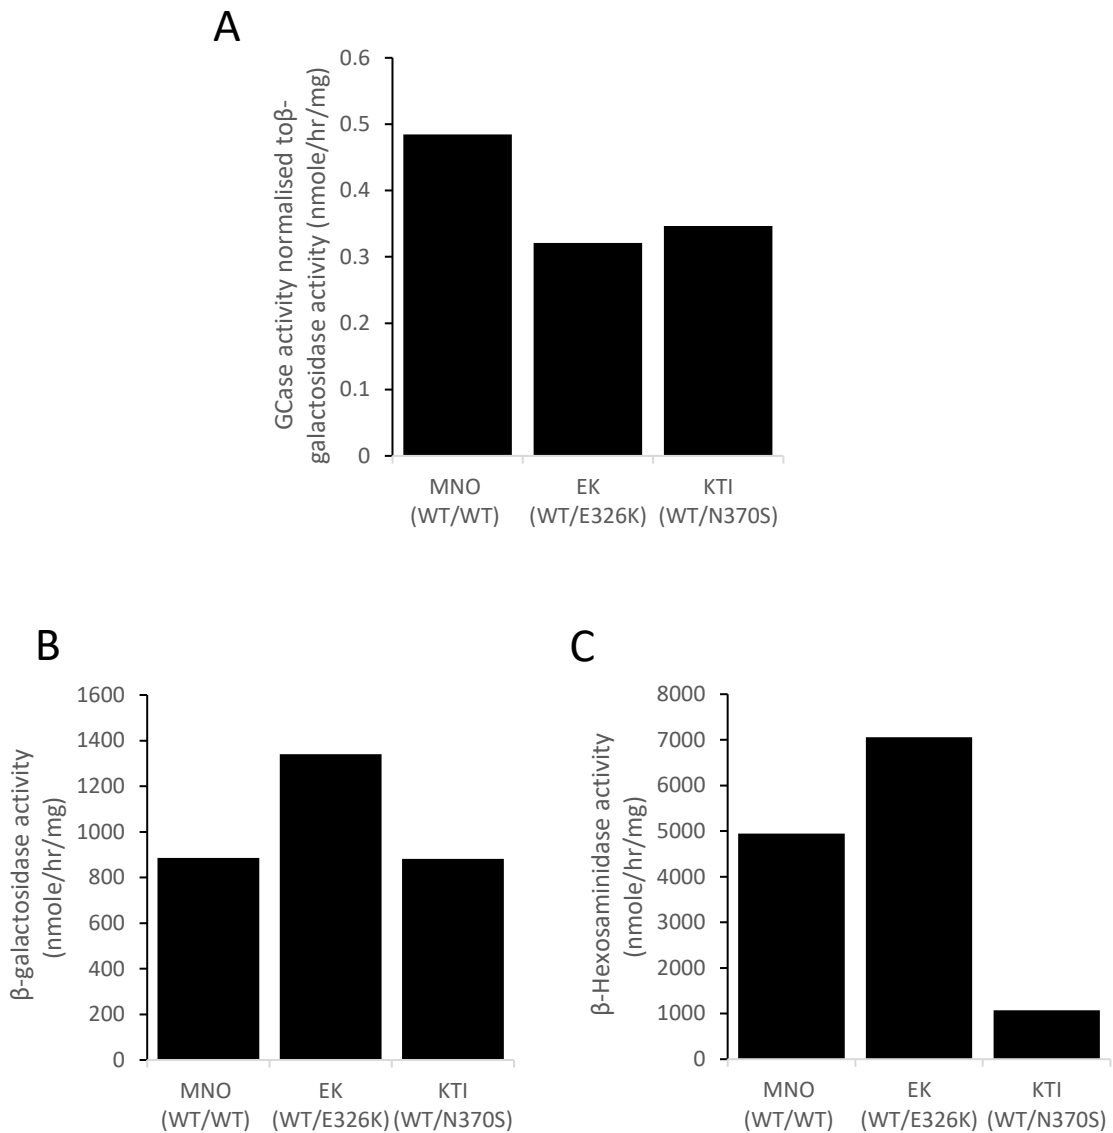 A
GCase activity normalised toβ-
galactosidase activity (nmole/hr/mg)
0.6
0.5
0.4
0.3
0.2
0.1
0
MNO
(WT/WT)
EK
(WT/E326K)
KTI
(WT/N370S)
B
β-galactosidase activity
(nmole/hr/mg)
1600
1400
1200
1000
800
600
400
200
0
MNO
(WT/WT)
EK
(WT/E326K)
KTI
(WT/N370S)
C
β-Hexosaminidase activity
(nmole/hr/mg)
8000
7000
6000
5000
4000
3000
2000
1000
0
MNO
(WT/WT)
EK
(WT/E326K)
KTI
(WT/N370S)